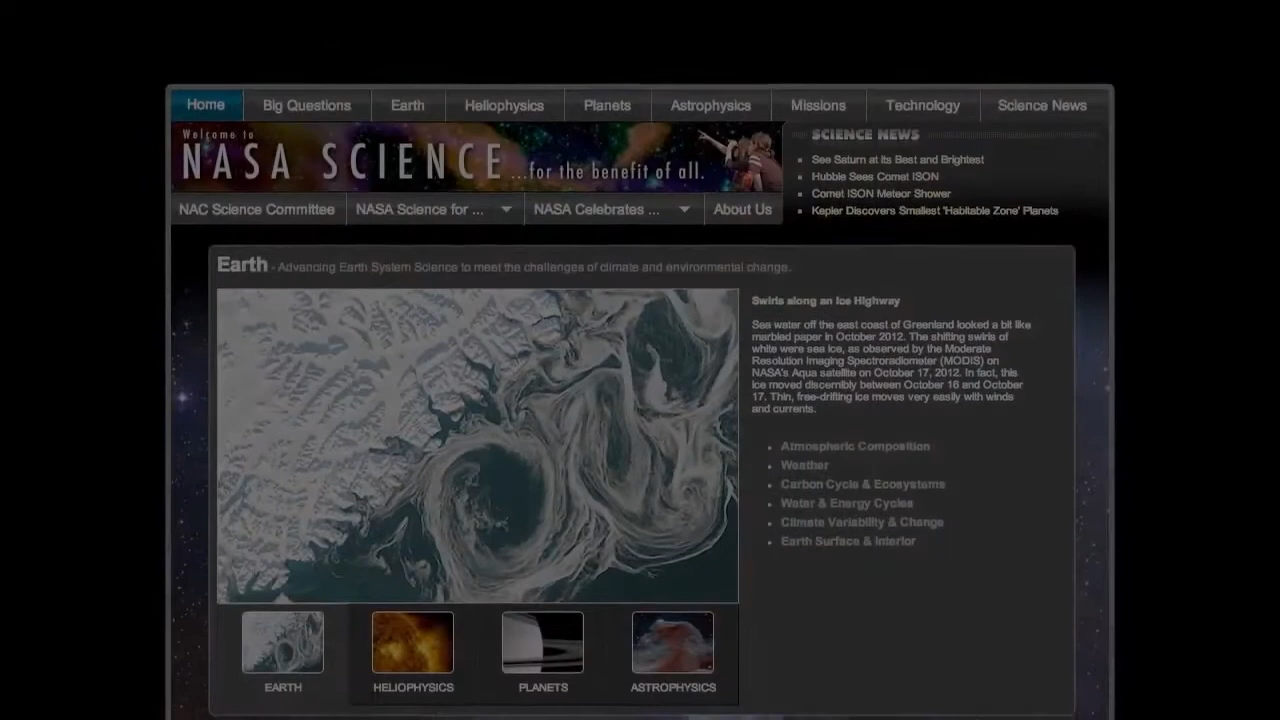 Home Big Questions Earth Heliophysics Planets Astrophysics Missions Technology Science News
Welcome to
NASA SCIENCE ...for the benefit of all.
SCIENCE NEWS
See Saturn at its Best and Brightest
Hubble Sees Comet ISON
Comet ISON Meteor Shower
Kepler Discovers Smallest 'Habitable Zone' Planets
NAC Science Committee NASA Science for ... NASA Celebrates ... About Us
Earth - Advancing Earth System Science to meet the challenges of climate and environmental change.
Swirls along an Ice Highway
Sea water off the east coast of Greenland looked a bit like
marbled paper in October 2012. The shifting swirls of
white were sea ice, as observed by the Moderate
Resolution Imaging Spectroradiometer (MODIS) on
NASA's Aqua satellite on October 17, 2012. In fact, this
ice moved discernibly between October 16 and October
17. Thin, free-drifting ice moves very easily with winds
and currents.
Atmospheric Composition
Weather
Carbon Cycle & Ecosystems
Water & Energy Cycles
Climate Variability & Change
Earth Surface & Interior
EARTH HELIOPHYSICS PLANETS ASTROPHYSICS